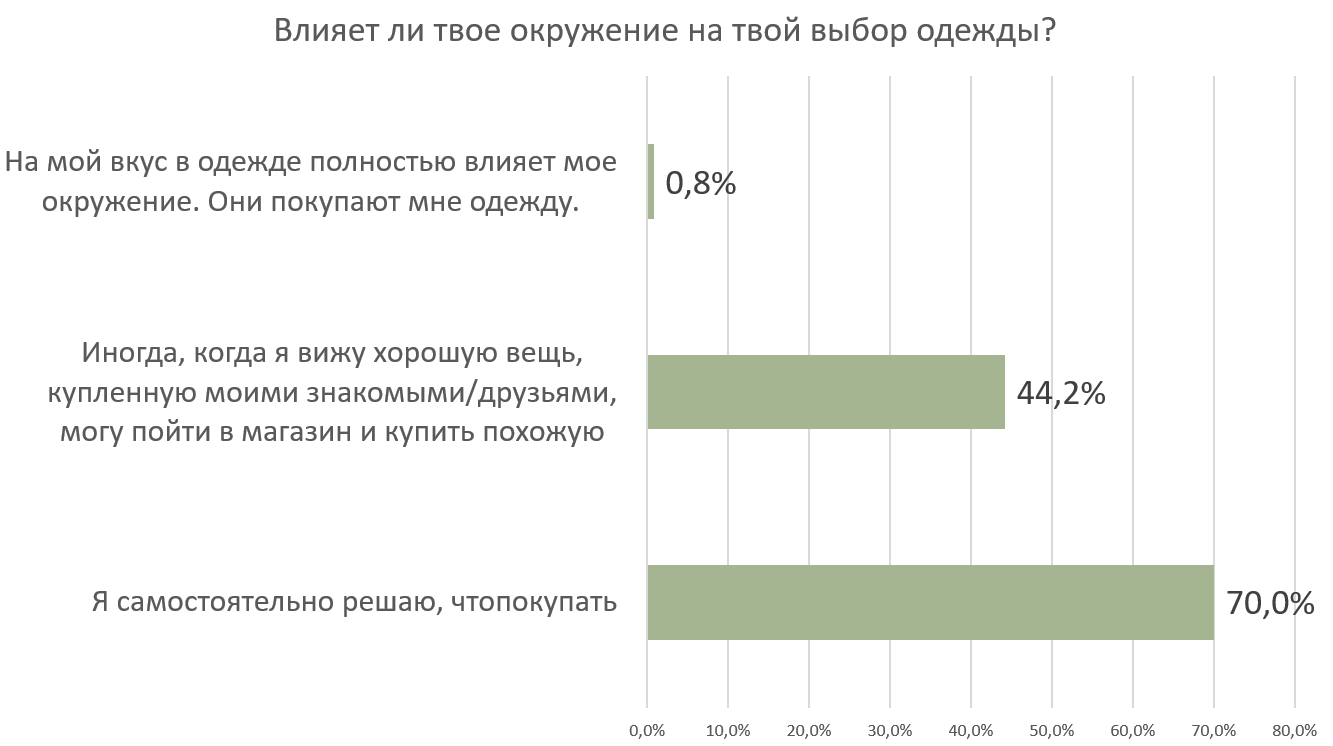 Влияет ли твое окружение на твой выбор одежды?
На мой вкус в одежде полностью влияет мое
окружение. Они покупают мне одежду.
0,8%
Иногда, когда я вижу хорошую вещь,
купленную моими знакомыми/друзьями,
могу пойти в магазин и купить похожую
44,2%
Я самостоятельно решаю, чтопокупать
70,0%
0,0% 10,0% 20,0% 30,0% 40,0% 50,0% 60,0% 70,0% 80,0%